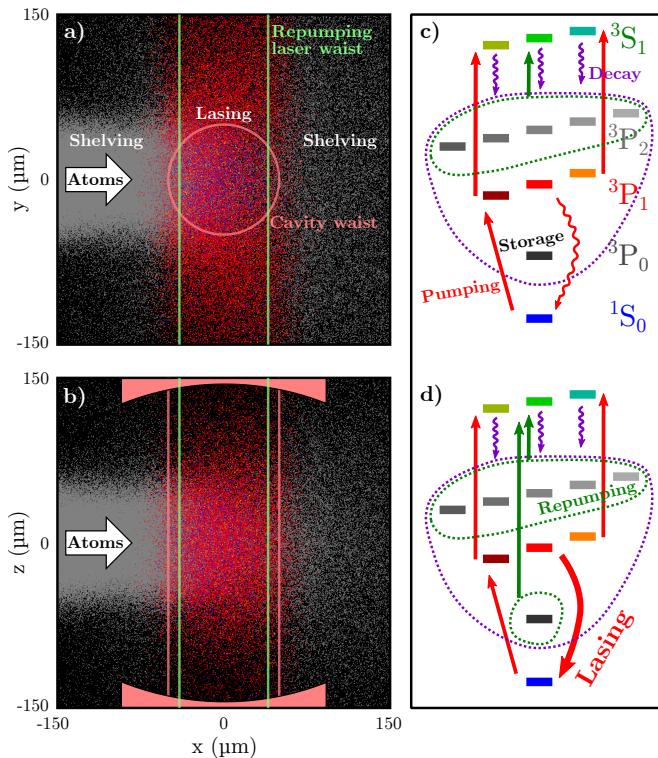 a)
Repumping
laser waist
Lasing
Shelving
Shelving
Atoms
Cavity waist
150
0
-150
y (µm)
b)
Atoms
150
0
-150
z (µm)
-150
0
150
x (µm)
c)
³S₁
Decay
³P₂
³P₁
Storage
³P₀
Pumping
¹S₀
d)
Repumping
Lasing